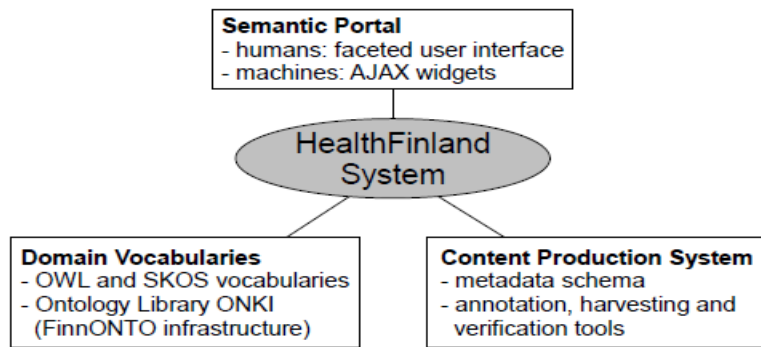 Semantic Portal
- humans: faceted user interface
- machines: AJAX widgets
HealthFinland
System
Domain Vocabularies
- OWL and SKOS vocabularies
- Ontology Library ONKI
(FinnONTO infrastructure)
Content Production System
- metadata schema
- annotation, harvesting and
verification tools